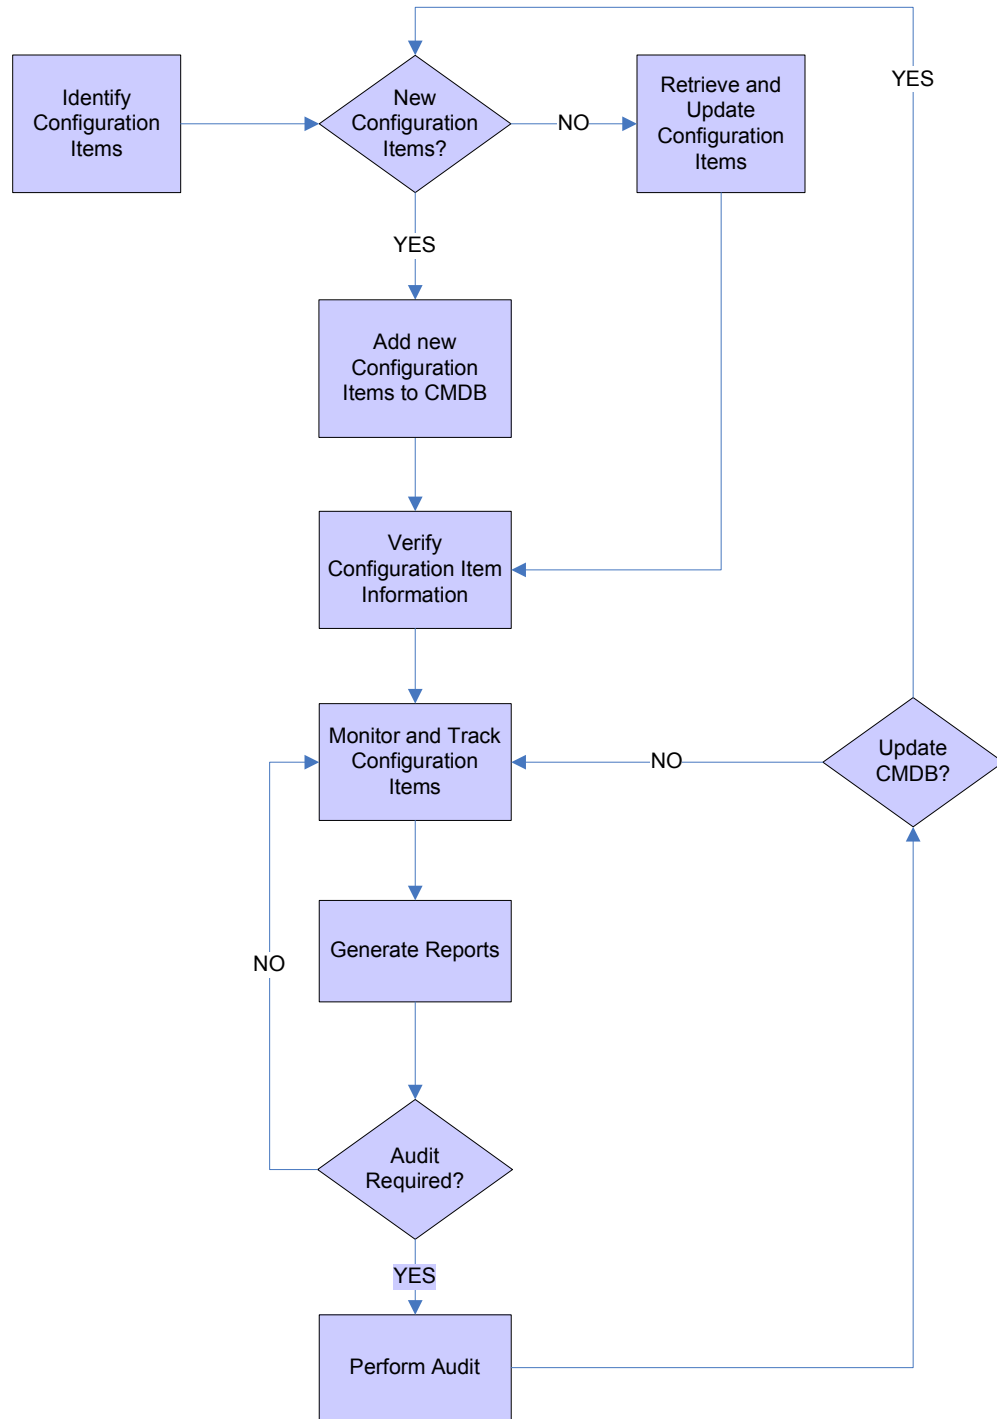 Identify
Configuration
Items
New
Configuration
Items?
NO
Retrieve and
Update
Configuration
Items
YES
YES
Add new
Configuration
Items to CMDB
Verify
Configuration Item
Information
Monitor and Track
Configuration
Items
NO
Update
CMDB?
Generate Reports
NO
Audit
Required?
YES
Perform Audit